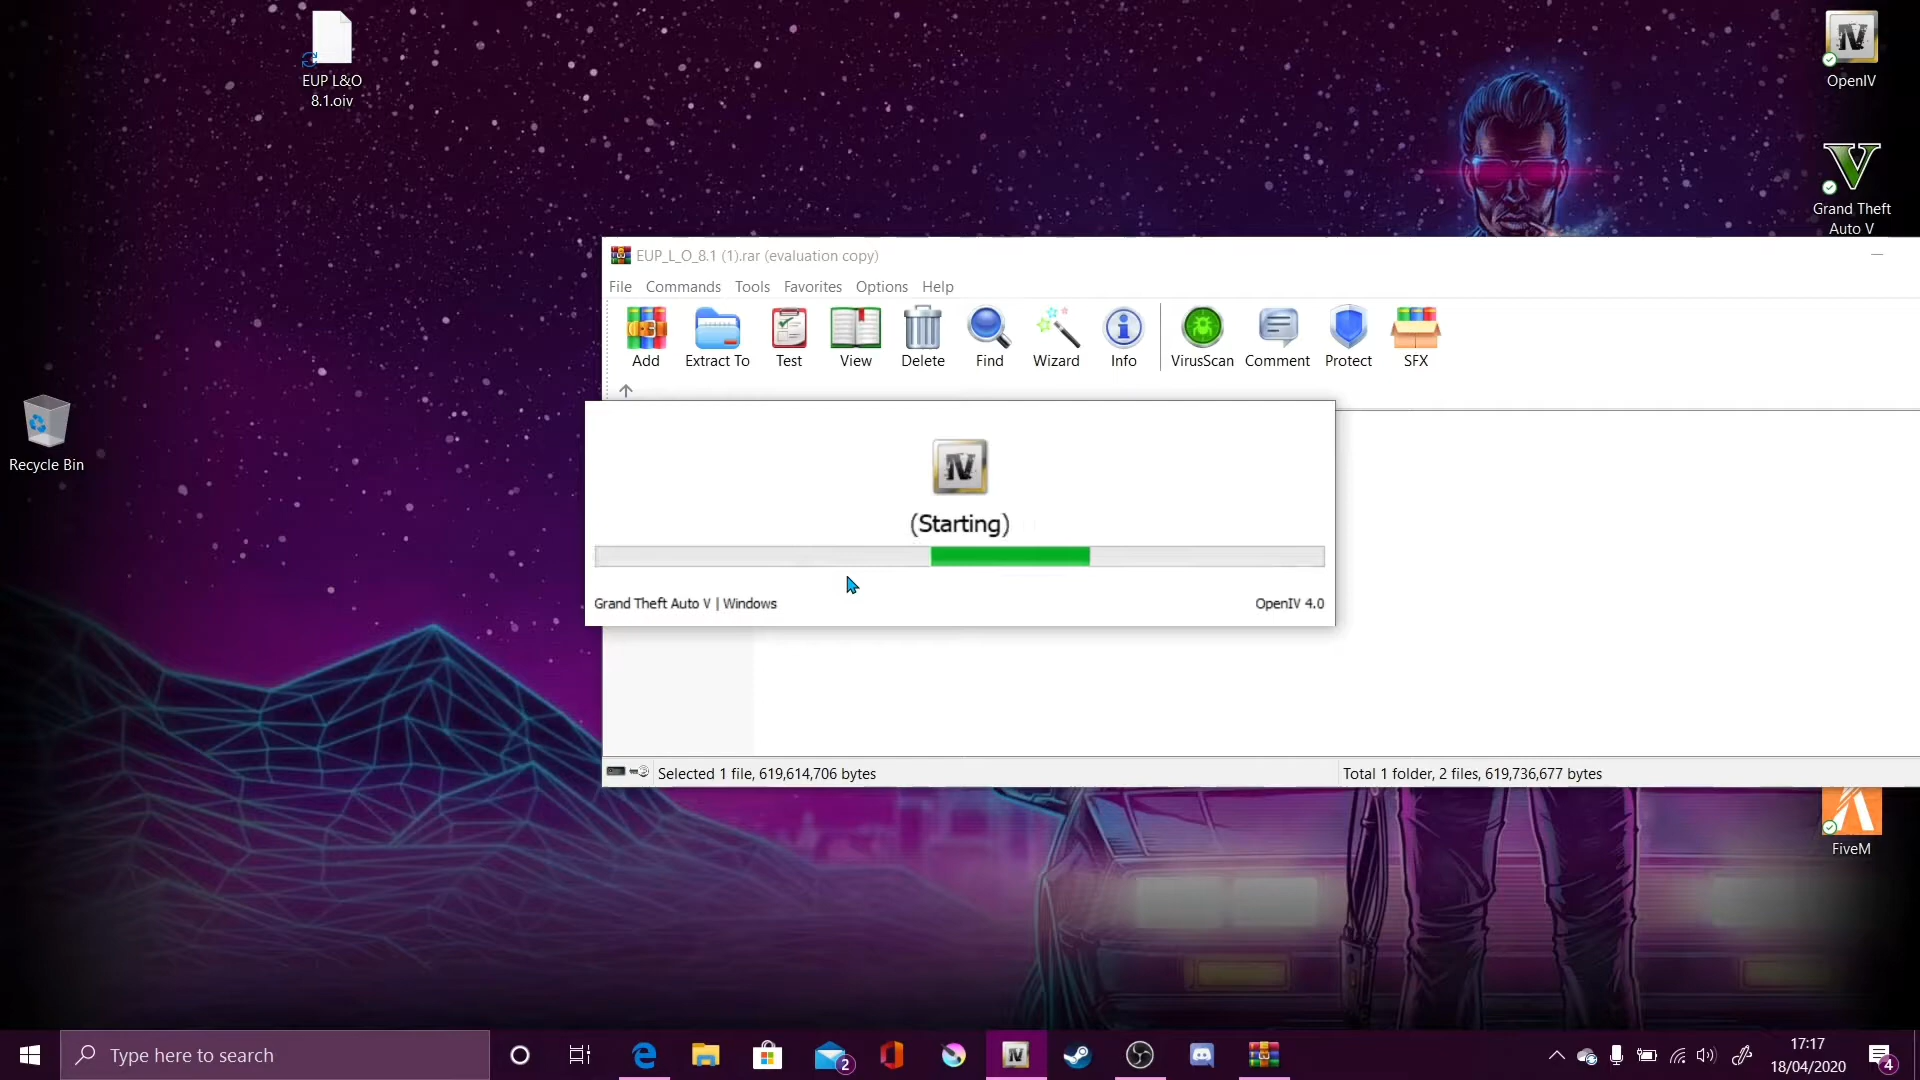 EUP L&O
8.1.oiv
OpenIV
Grand Theft
Auto V
Recycle Bin
EUP_L_O_8.1 (1).rar (evaluation copy)
File Commands Tools Favorites Options Help
Add Extract To Test View Delete Find Wizard Info VirusScan Comment Protect SFX
IV
(Starting)
Grand Theft Auto V | Windows
OpenIV 4.0
Selected 1 file, 619,614,706 bytes
Total 1 folder, 2 files, 619,736,677 bytes
FiveM
Type here to search
2
17:17
18/04/2020
4